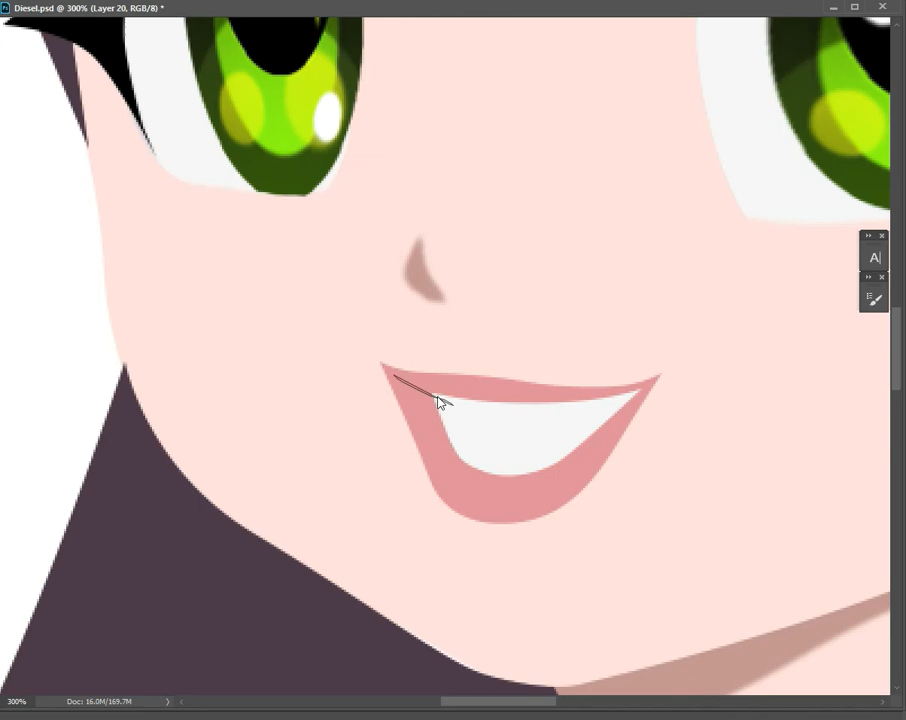 Diesel.psd @ 300% (Layer 20, RGB/8) *
A
300%
Doc: 16.0M/169.7M